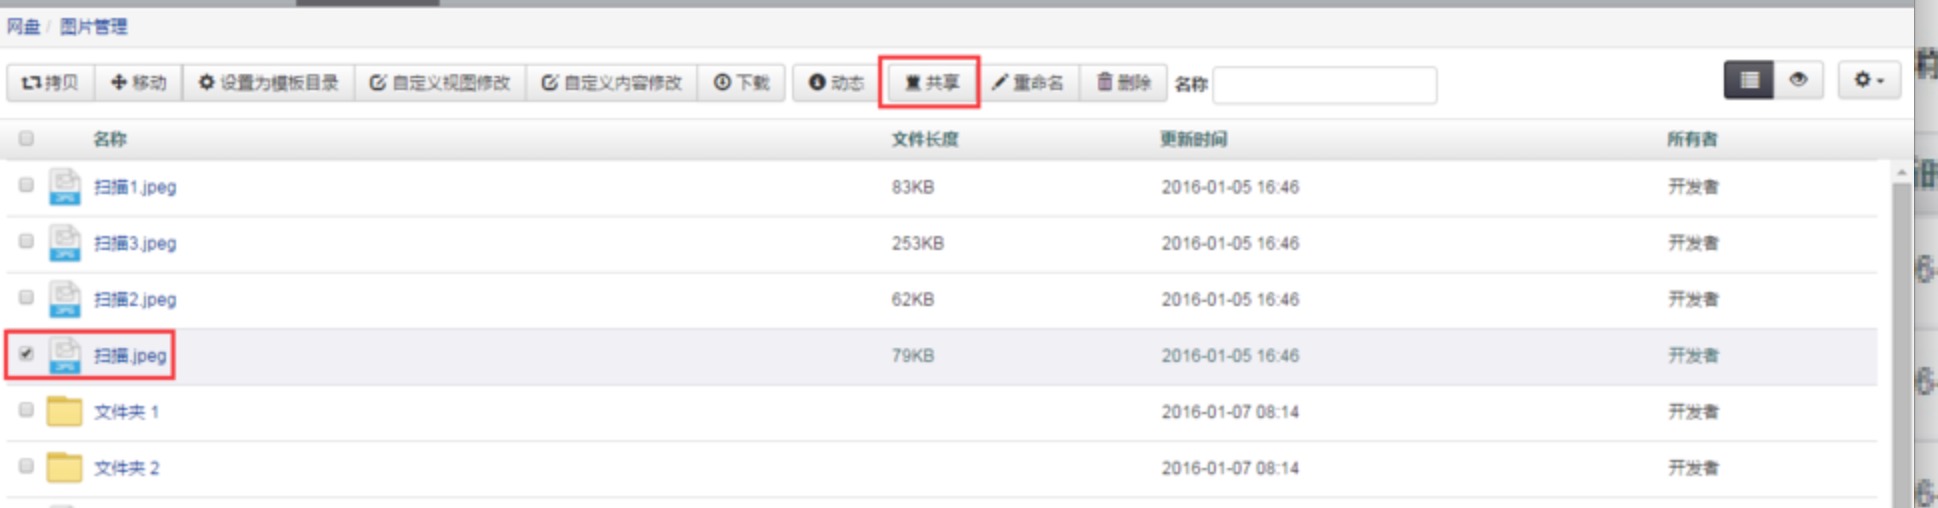 网盘 / 图片管理
拷贝 移动 设置为模板目录 自定义视图修改 自定义内容修改 下载 动态 共享 重命名 删除 名称
名称 文件长度 更新时间 所有者
扫描1.jpeg 83KB 2016-01-05 16:46 开发者
扫描3.jpeg 253KB 2016-01-05 16:46 开发者
扫描2.jpeg 62KB 2016-01-05 16:46 开发者
扫描.jpeg 79KB 2016-01-05 16:46 开发者
文件夹 1 2016-01-07 08:14 开发者
文件夹 2 2016-01-07 08:14 开发者